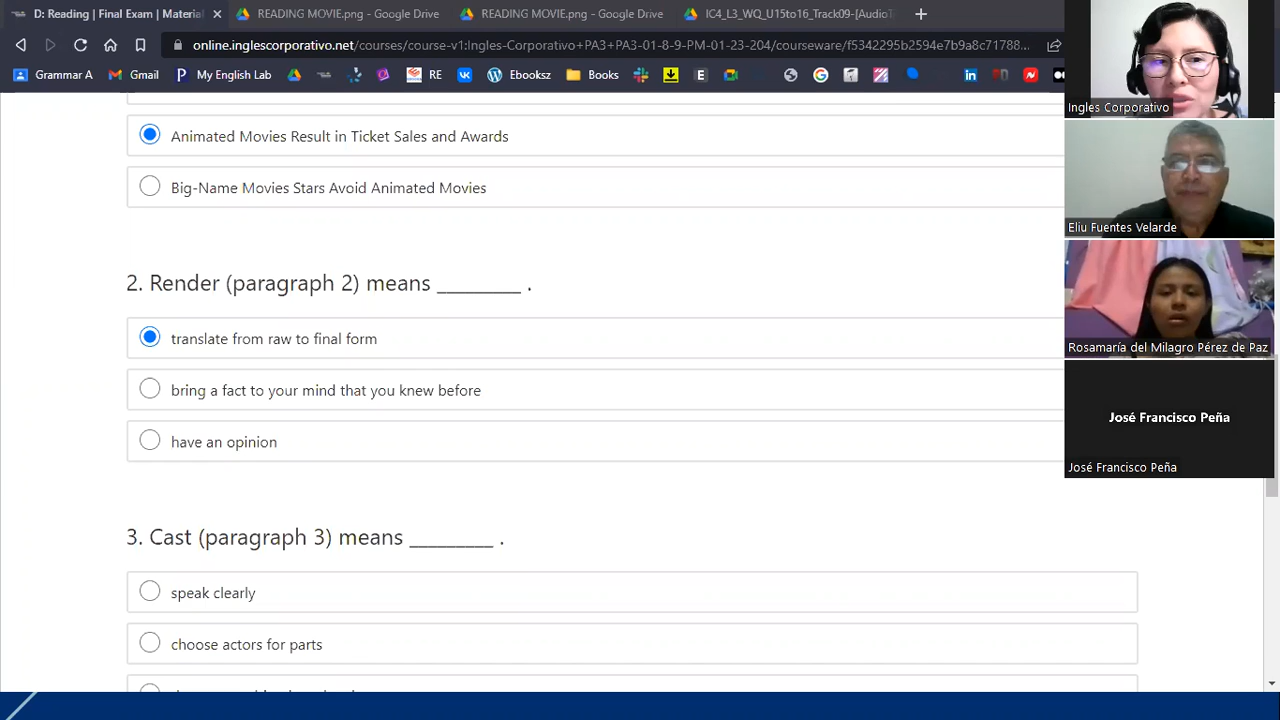 D: Reading | Final Exam | Material
READING MOVIE.png - Google Drive
READING MOVIE.png - Google Drive
IC4_L3_WQ_U15to16_Track09-[AudioT
online.inglescorporativo.net/courses/course-v1:Ingles-Corporativo+PA3+PA3-01-8-9-PM-01-23-204/courseware/f5342295b2594e7b9a8c71788...
Grammar A
Gmail
My English Lab
RE
Ebooksz
Books
Animated Movies Result in Ticket Sales and Awards
Big-Name Movies Stars Avoid Animated Movies
2. Render (paragraph 2) means ________ .
translate from raw to final form
bring a fact to your mind that you knew before
have an opinion
3. Cast (paragraph 3) means ________ .
speak clearly
choose actors for parts
Ingles Corporativo
Eliu Fuentes Velarde
Rosamaría del Milagro Pérez de Paz
José Francisco Peña
José Francisco Peña